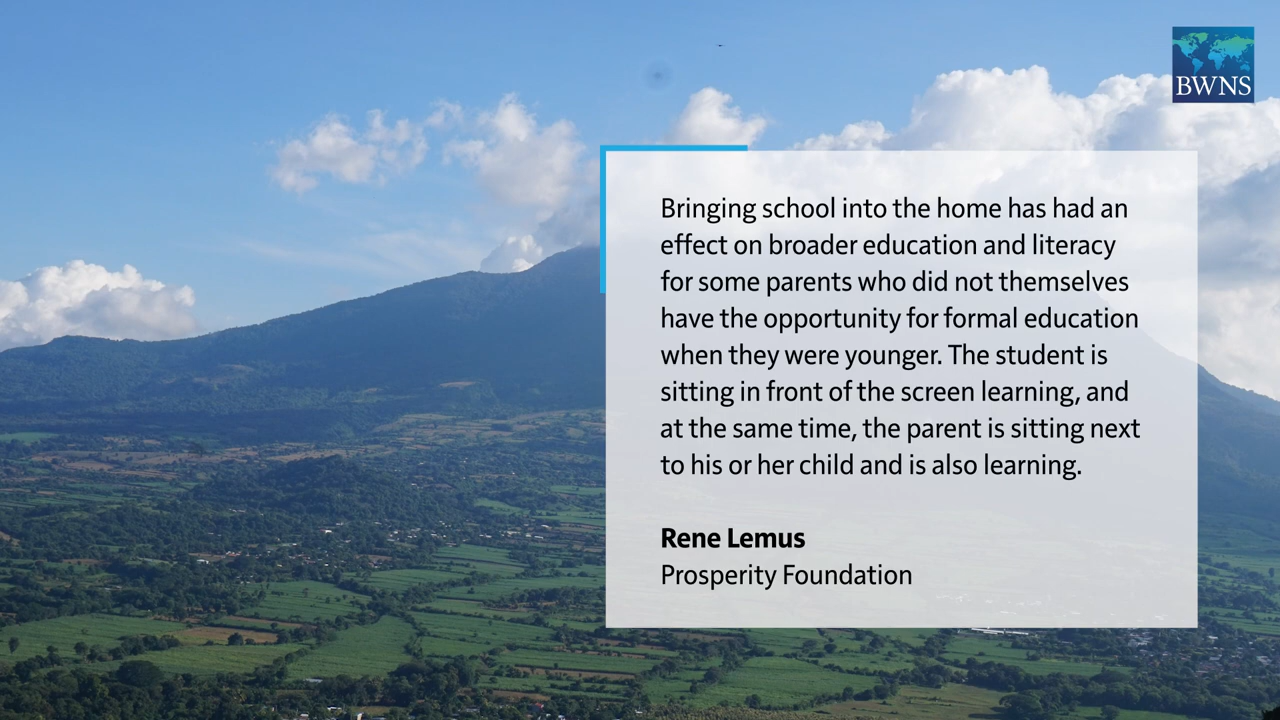 BWNS
Bringing school into the home has had an
effect on broader education and literacy
for some parents who did not themselves
have the opportunity for formal education
when they were younger. The student is
sitting in front of the screen learning, and
at the same time, the parent is sitting next
to his or her child and is also learning.
Rene Lemus
Prosperity Foundation